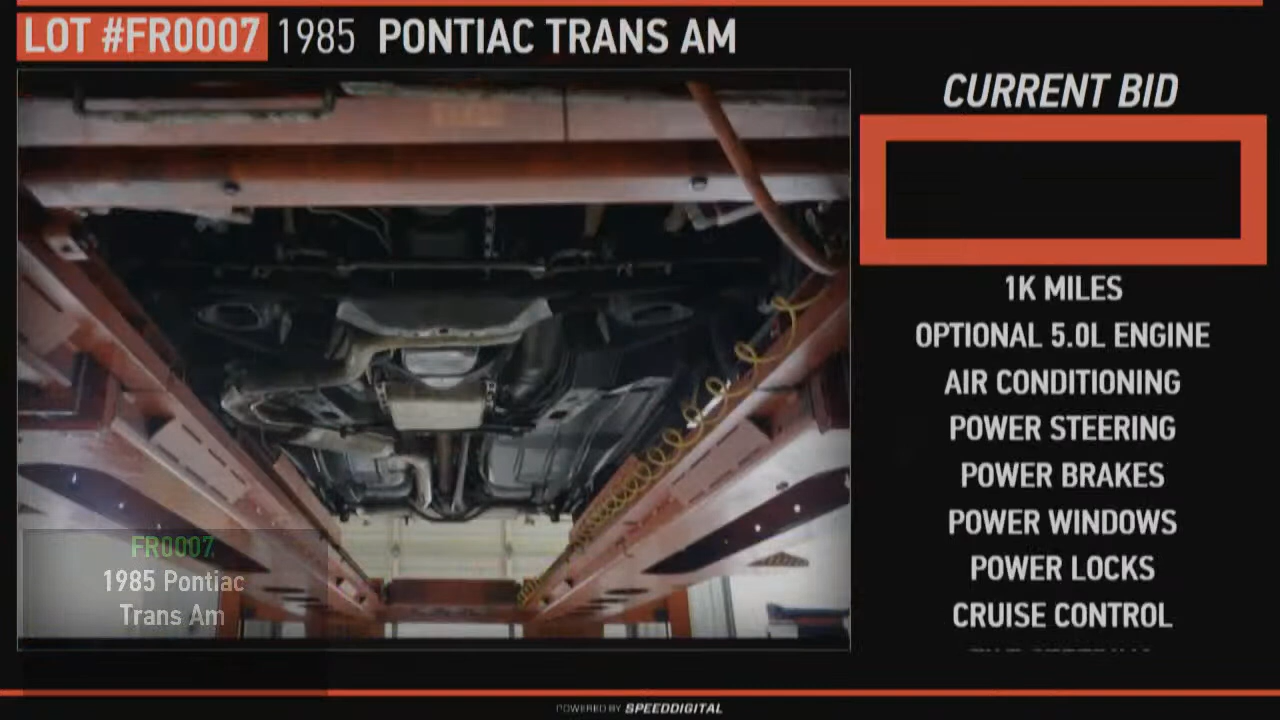 LOT #FR0007 1985 PONTIAC TRANS AM
CURRENT BID
1K MILES
OPTIONAL 5.0L ENGINE
AIR CONDITIONING
POWER STEERING
POWER BRAKES
POWER WINDOWS
POWER LOCKS
CRUISE CONTROL
FR0007
1985 Pontiac
Trans Am
POWERED BY SPEEDDIGITAL